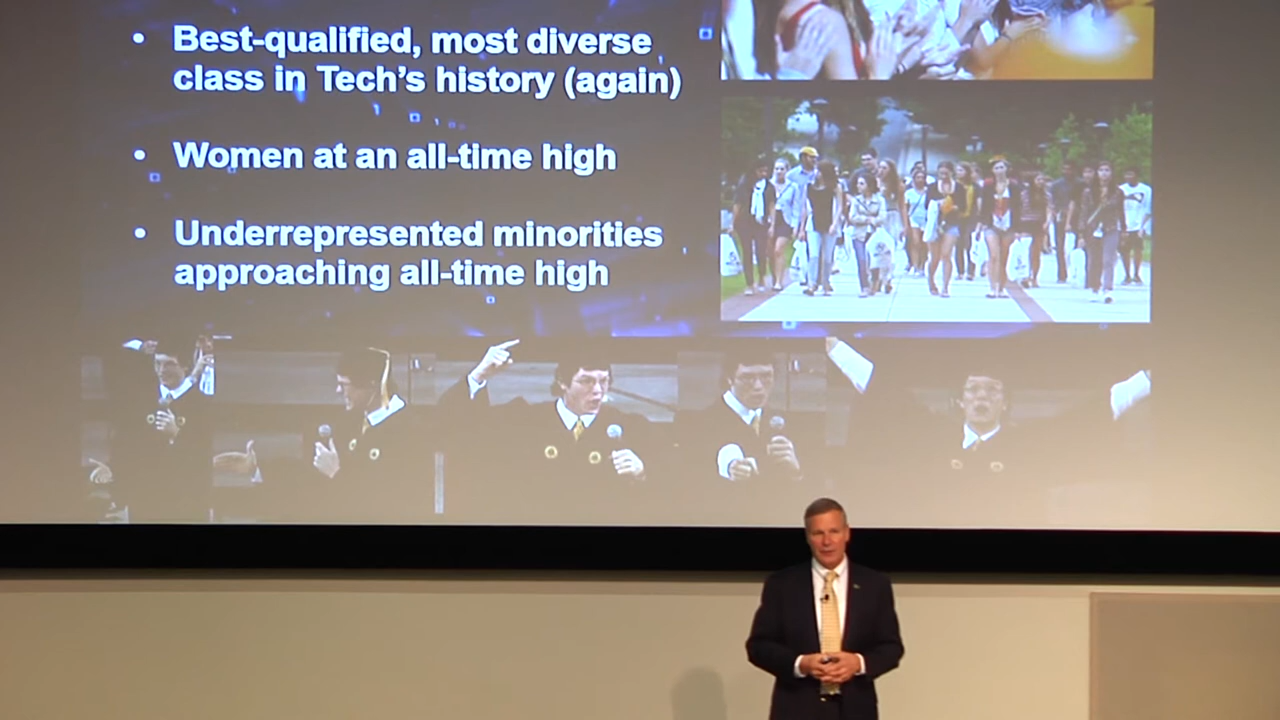 • Best-qualified, most diverse
class in Tech’s history (again)
• Women at an all-time high
• Underrepresented minorities
approaching all-time high